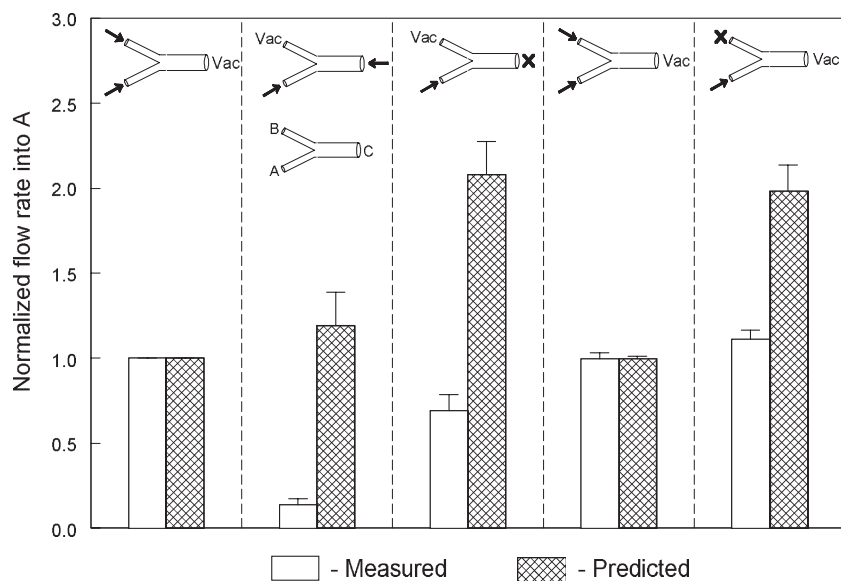 3.0
2.5
2.0
1.5
1.0
0.5
0.0
Normalized flow rate into A
Vac
Vac
Vac
Vac
Vac
B
A
C
- Measured
- Predicted